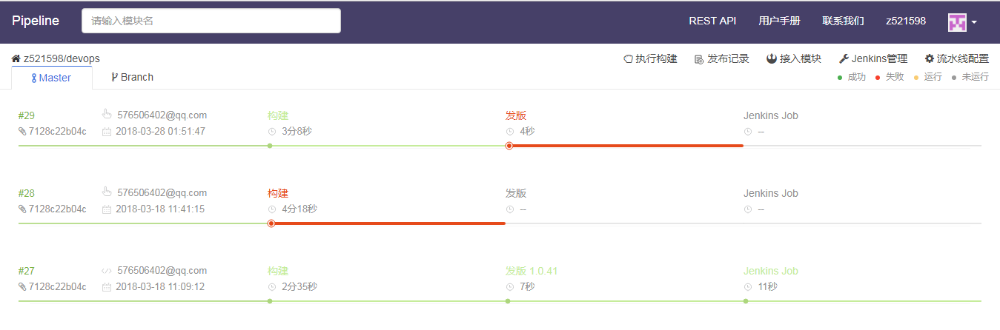 Pipeline 请输入模块名 REST API 用户手册 联系我们 z521598
z521598/devops 执行构建 发布记录 接入模块 Jenkins管理 流水线配置
Master Branch 成功 失败 运行 未运行
#29 576506402@qq.com 构建 发版 Jenkins Job
7128c22b04c 2018-03-28 01:51:47 3分8秒 4秒 --
#28 576506402@qq.com 构建 发版 Jenkins Job
7128c22b04c 2018-03-18 11:41:15 4分18秒 -- --
#27 576506402@qq.com 构建 发版 1.0.41 Jenkins Job
7128c22b04c 2018-03-18 11:09:12 2分35秒 7秒 11秒